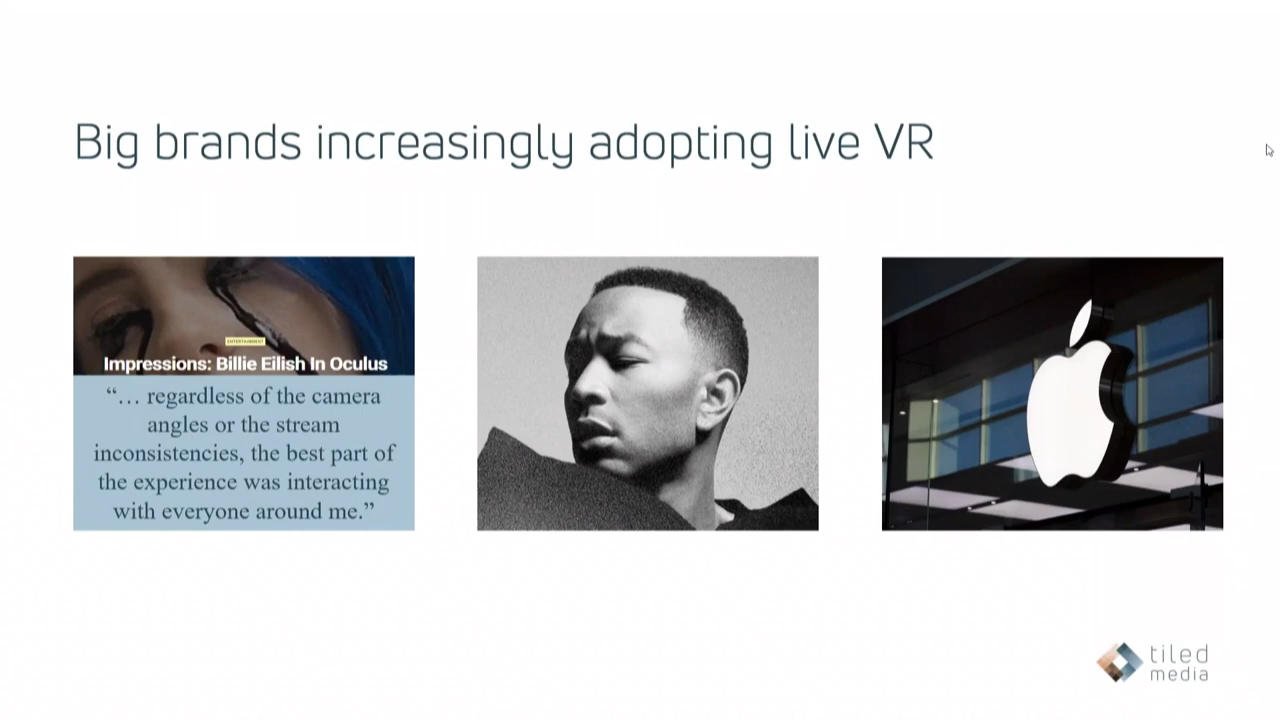 Big brands increasingly adopting live VR
ENTERTAINMENT
Impressions: Billie Eilish In Oculus
“... regardless of the camera
angles or the stream
inconsistencies, the best part of
the experience was interacting
with everyone around me.”
tiled
media